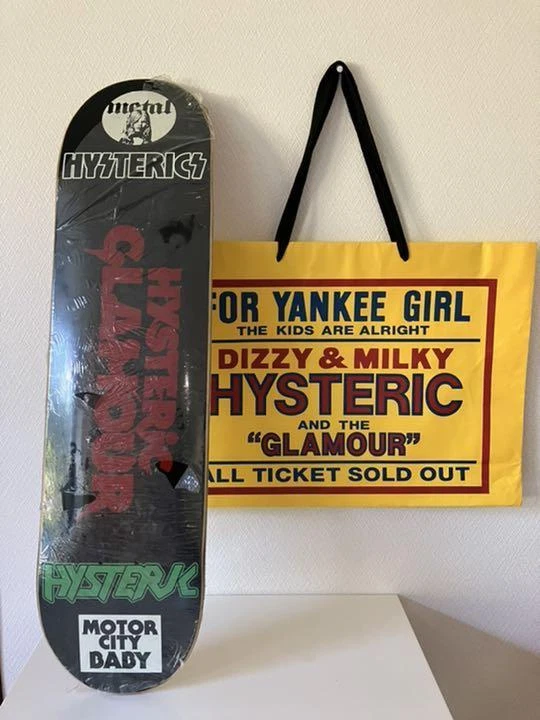 metal
HYSTERICS
HYSTERIC
GLAMOUR
HYSTERIC
MOTOR
CITY
BABY
FOR YANKEE GIRL
THE KIDS ARE ALRIGHT
DIZZY & MILKY
HYSTERIC
AND THE
“GLAMOUR”
ALL TICKET SOLD OUT